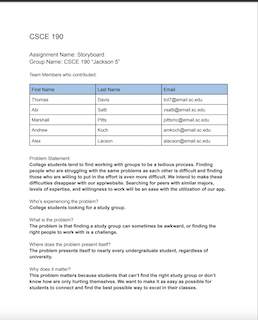 CSCE 190
Assignment Name: Storyboard
Group Name: CSCE 190 "Jackson 5"
Team Members who contributed:
First Name Last Name Email
Thomas Davis @email.sc.edu
Abi Saitl vsaitl@email.sc.edu
Marshall Pitts pittsmo@email.sc.edu
Andrew Koch amkoch@email.sc.edu
Alex Lacson alacson@email.sc.edu
Problem Statement
College students tend to find working with groups to be a tedious process. Finding
people who are struggling with the same problems as each other is difficult and finding
those who are willing to put in the effort is even more difficult. We intend to make these
difficulties disappear with our app/website. Searching for peers with similar majors,
levels of expertise, and willingness to work will be an ease with the utilization of our app.
Who's experiencing the problem?
College students looking for a study group.
What is the problem?
The problem is that finding a study group can sometimes be awkward, or finding the
right people to work with is a challenge.
Where does the problem present itself?
The problem presents itself to nearly every undergraduate student, regardless of
university.
Why does it matter?
This problem matters because students that can't find the right study group or don't
know how are only hurting themselves. We want to make it as easy as possible for
students to connect and find the best possible way to excel in their classes.